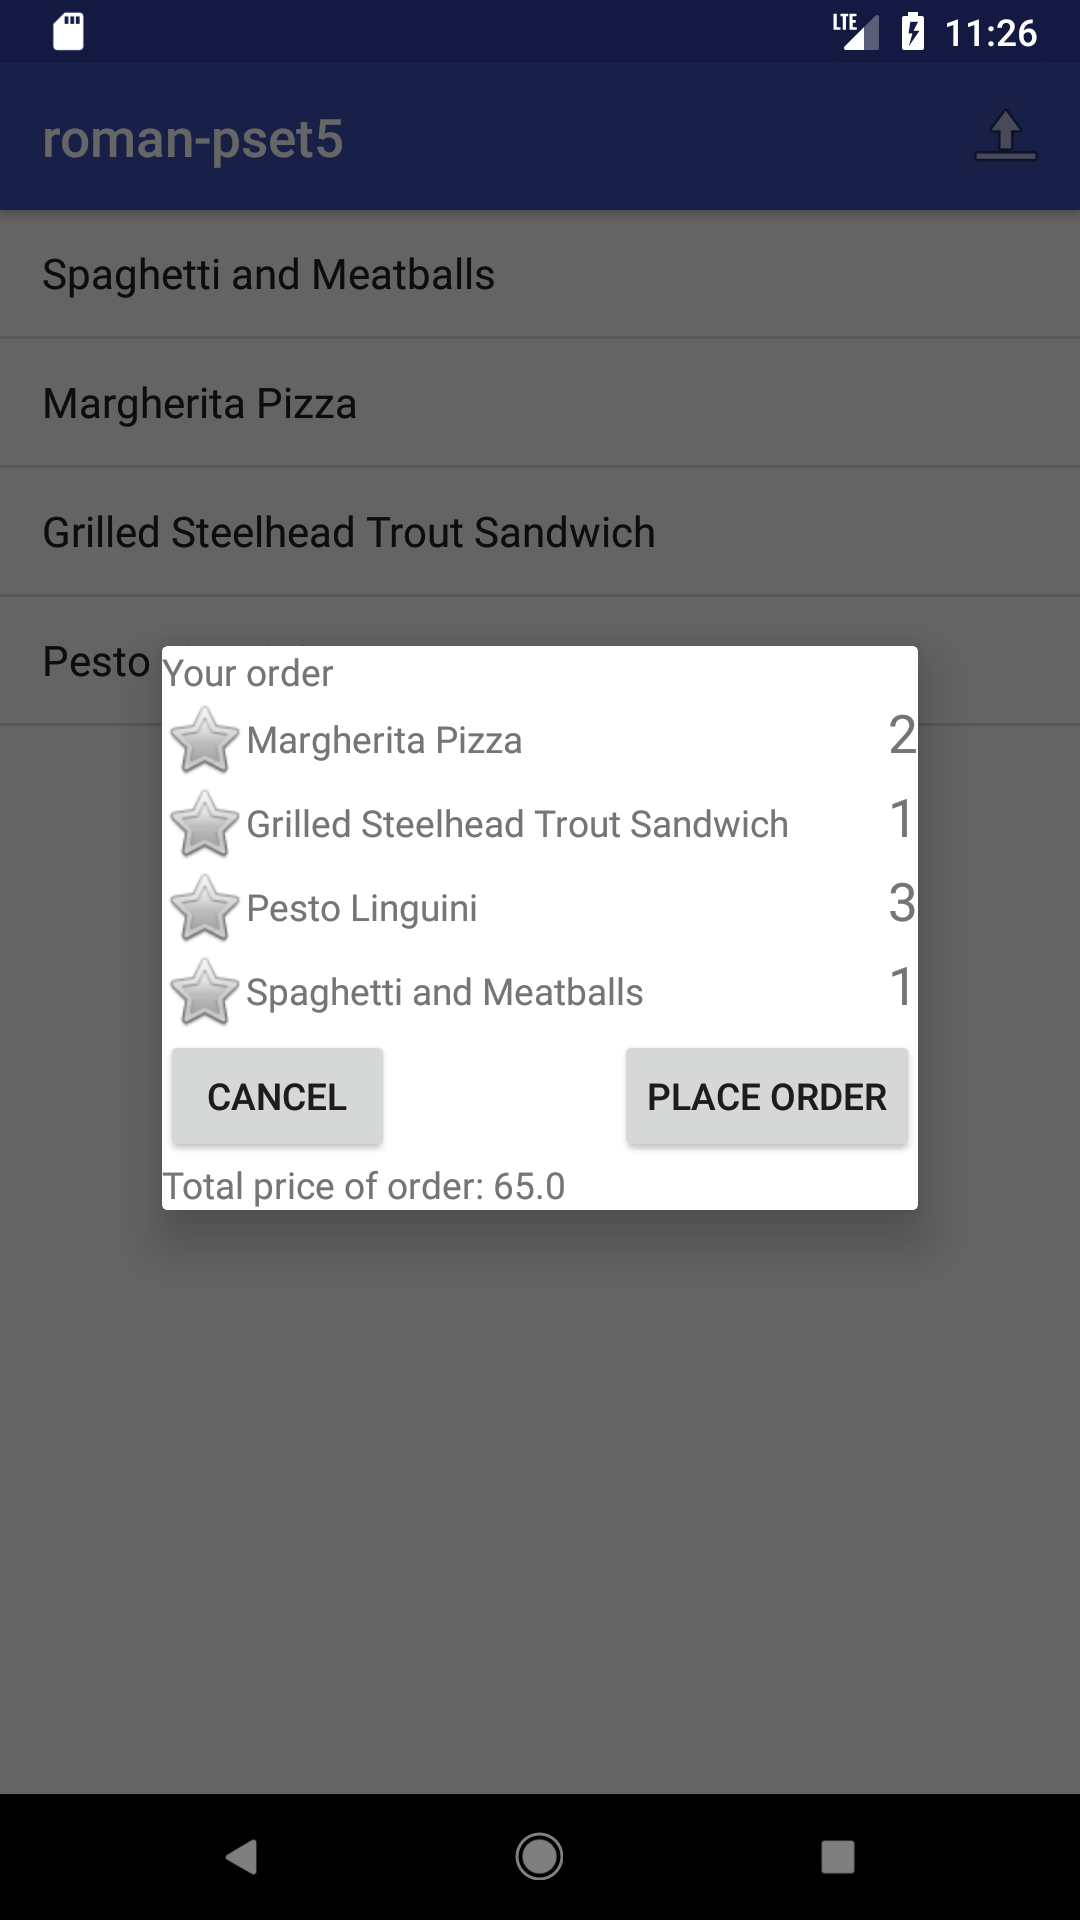 LTE 11:26
roman-pset5
Spaghetti and Meatballs
Margherita Pizza
Grilled Steelhead Trout Sandwich
Pesto
Your order
Margherita Pizza 2
Grilled Steelhead Trout Sandwich 1
Pesto Linguini 3
Spaghetti and Meatballs 1
CANCEL PLACE ORDER
Total price of order: 65.0